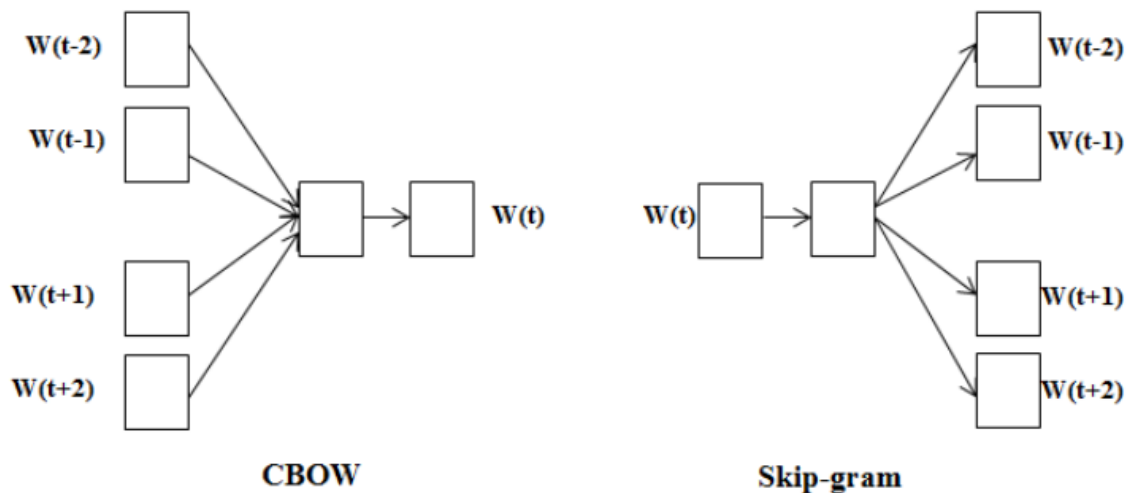 W(t-2)
W(t-1)
W(t)
W(t+1)
W(t+2)
CBOW
W(t-2)
W(t-1)
W(t)
W(t+1)
W(t+2)
Skip-gram